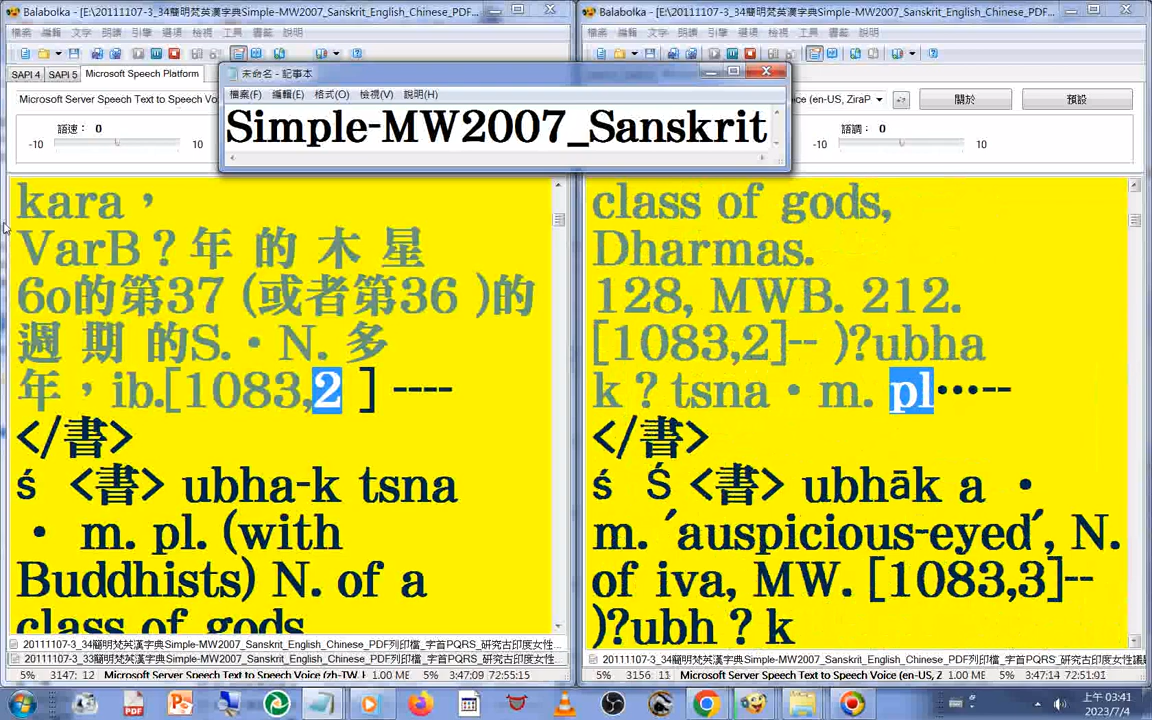 Balabolka - [E:\20111107-3_34簡明梵英漢字典Simple-MW2007_Sanskrit_English_Chinese_PDF...
Balabolka - [E:\20111107-3_34簡明梵英漢字典Simple-MW2007_Sanskrit_English_Chinese_PDF...
檔案 編輯 文字 朗讀 引擎 選項 檢視 工具 書籤 說明
檔案 編輯 文字 朗讀 引擎 選項 檢視 工具 書籤 說明
SAPI 4 SAPI 5 Microsoft Speech Platform
未命名 - 記事本
檔案(F) 編輯(E) 格式(O) 檢視(V) 說明(H)
Simple-MW2007_Sanskrit
Microsoft Server Speech Text to Speech Vo
ce (en-US, ZiraP
關於
預設
語速： 0
-10 10
語調： 0
-10 10
kara，
VarB？年 的 木 星
6o的第37 (或者第36 )的
週 期 的S.·N. 多
年，ib.[1083,2 ] ----
</書>
ś <書> ubha-k tsna
· m. pl. (with
Buddhists) N. of a
class of gods
class of gods,
Dharmas.
128, MWB. 212.
[1083,2]-- )?ubha
k ? tsna · m. pl···--
</書>
ś Ś <書> ubhāk a ·
m. ′auspicious-eyed′, N.
of iva, MW. [1083,3]--
)?ubh ? k
20111107-3_34簡明梵英漢字典Simple-MW2007_Sanskrit_English_Chinese_PDF列印檔_字首PQRS_研究古印度女性...
20111107-3_33簡明梵英漢字典Simple-MW2007_Sanskrit_English_Chinese_PDF列印檔_字首PQRS_研究古印度女性...
20111107-3_34簡明梵英漢字典Simple-MW2007_Sanskrit_English_Chinese_PDF列印檔_字首PQRS_研究古印度女性議
5% 3147: 12 Microsoft Server Speech Text to Speech Voice (zh-TW, 1.00 ME 5% 3:47:09 72:55:15
5% 3156 11 Microsoft Server Speech Text to Speech Voice (en-US, Z 1.00 ME 5% 3:47:14 72:51:91
上午 03:41
2023/7/4